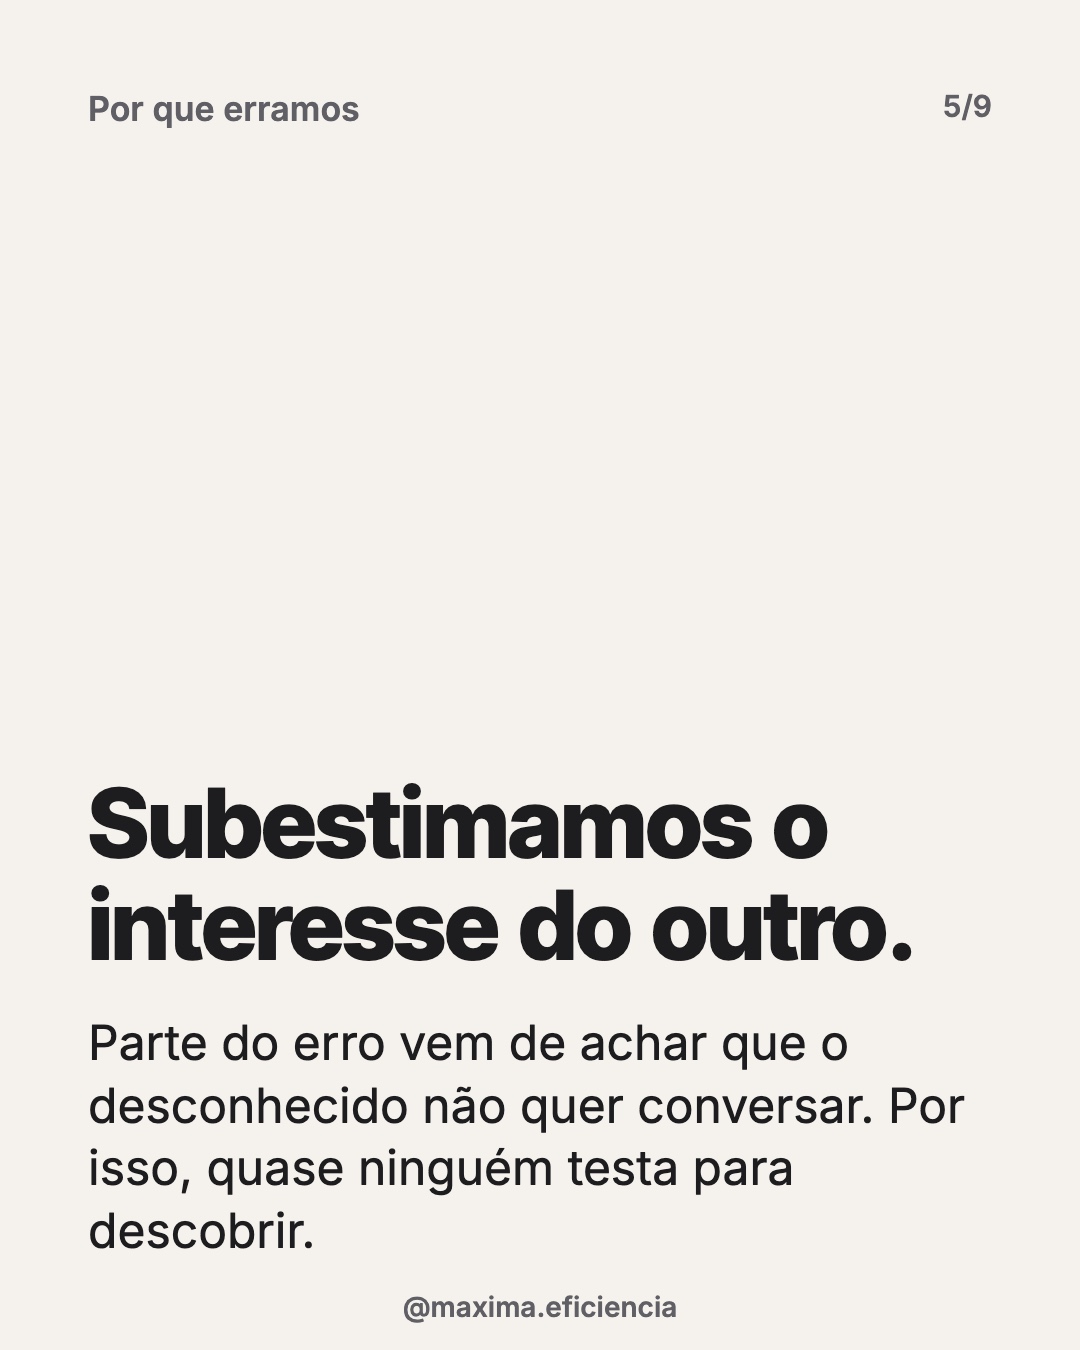 Por que erramos
5/9
Subestimamos o
interesse do outro.
Parte do erro vem de achar que o
desconhecido não quer conversar. Por
isso, quase ninguém testa para
descobrir.
@maxima.eficiencia